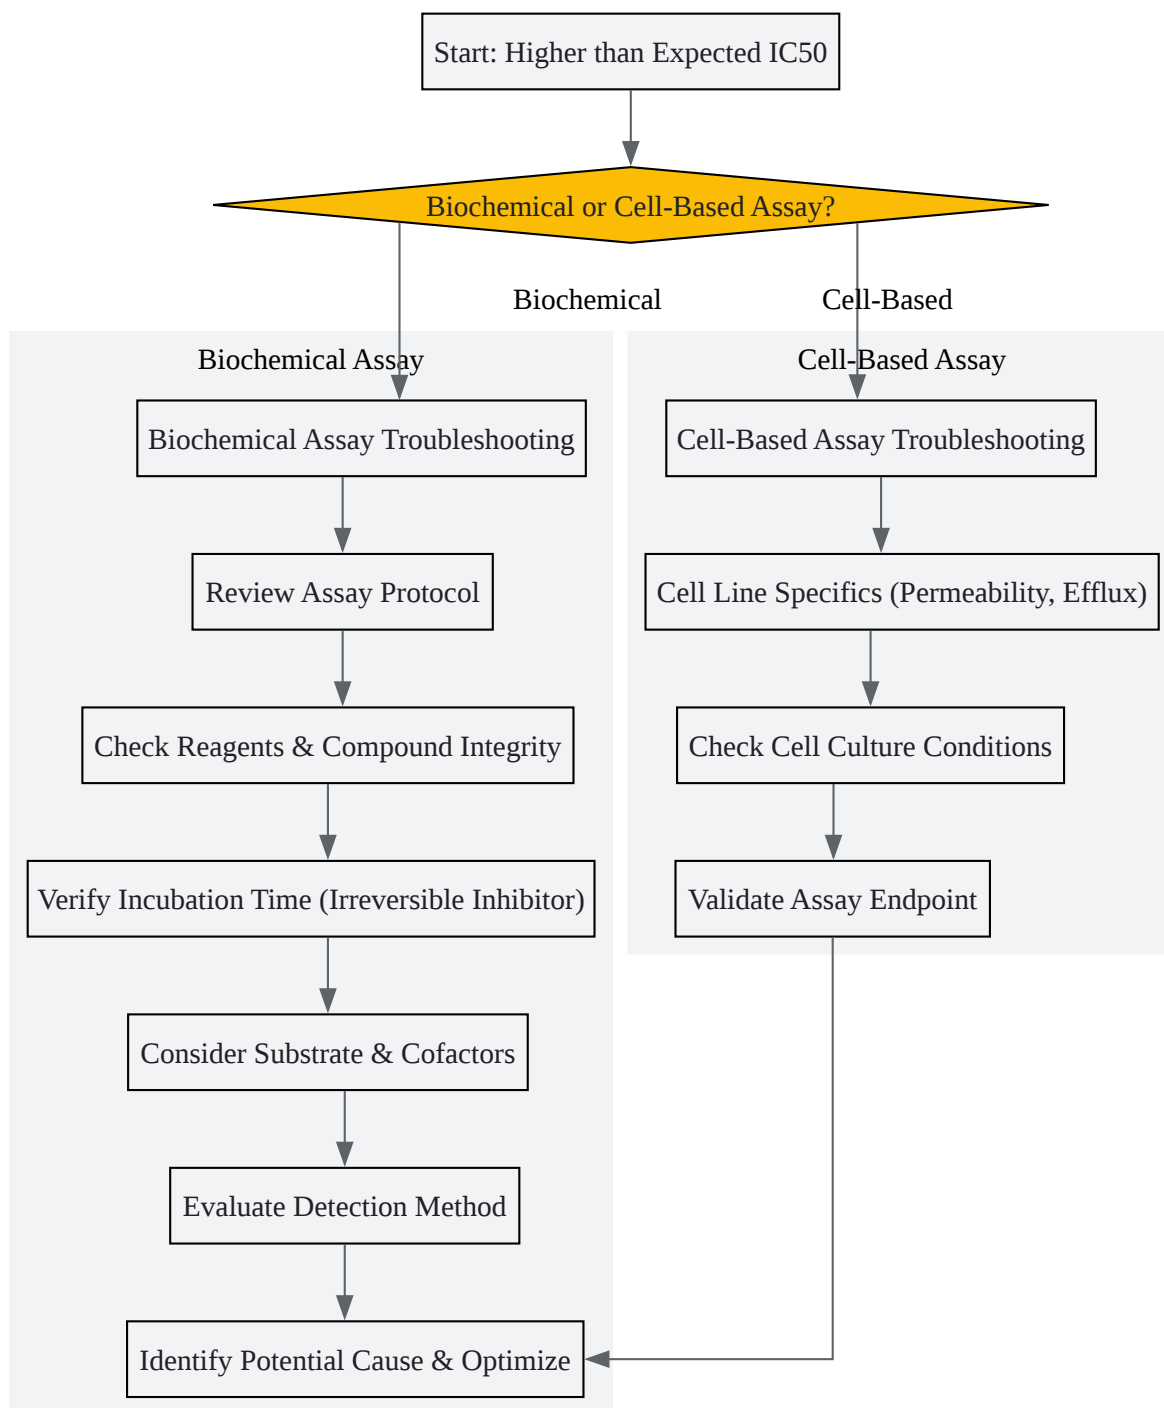 Start: Higher than Expected IC50
Biochemical or Cell-Based Assay?
Biochemical
Cell-Based
Biochemical Assay
Biochemical Assay Troubleshooting
Review Assay Protocol
Check Reagents & Compound Integrity
Verify Incubation Time (Irreversible Inhibitor)
Consider Substrate & Cofactors
Evaluate Detection Method
Identify Potential Cause & Optimize
Cell-Based Assay
Cell-Based Assay Troubleshooting
Cell Line Specifics (Permeability, Efflux)
Check Cell Culture Conditions
Validate Assay Endpoint